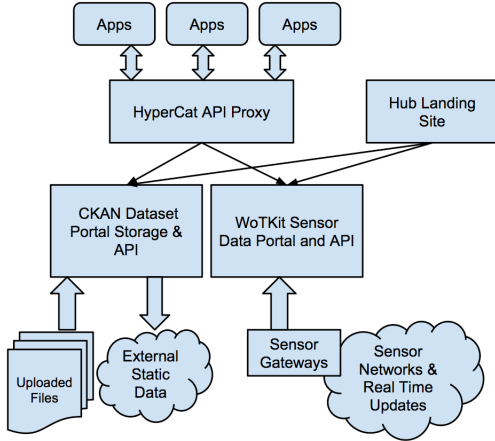 Apps
Apps
Apps
HyperCat API Proxy
Hub Landing
Site
CKAN Dataset
Portal Storage &
API
WoTKit Sensor
Data Portal and API
Uploaded
Files
External
Static
Data
Sensor
Gateways
Sensor
Networks &
Real Time
Updates